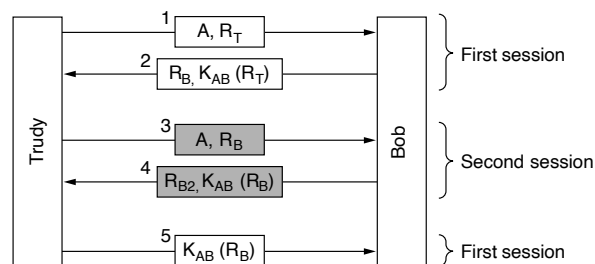 Trudy
Bob
1
A, R_T
2
R_B, K_AB (R_T)
First session
3
A, R_B
4
R_B2, K_AB (R_B)
Second session
5
K_AB (R_B)
First session